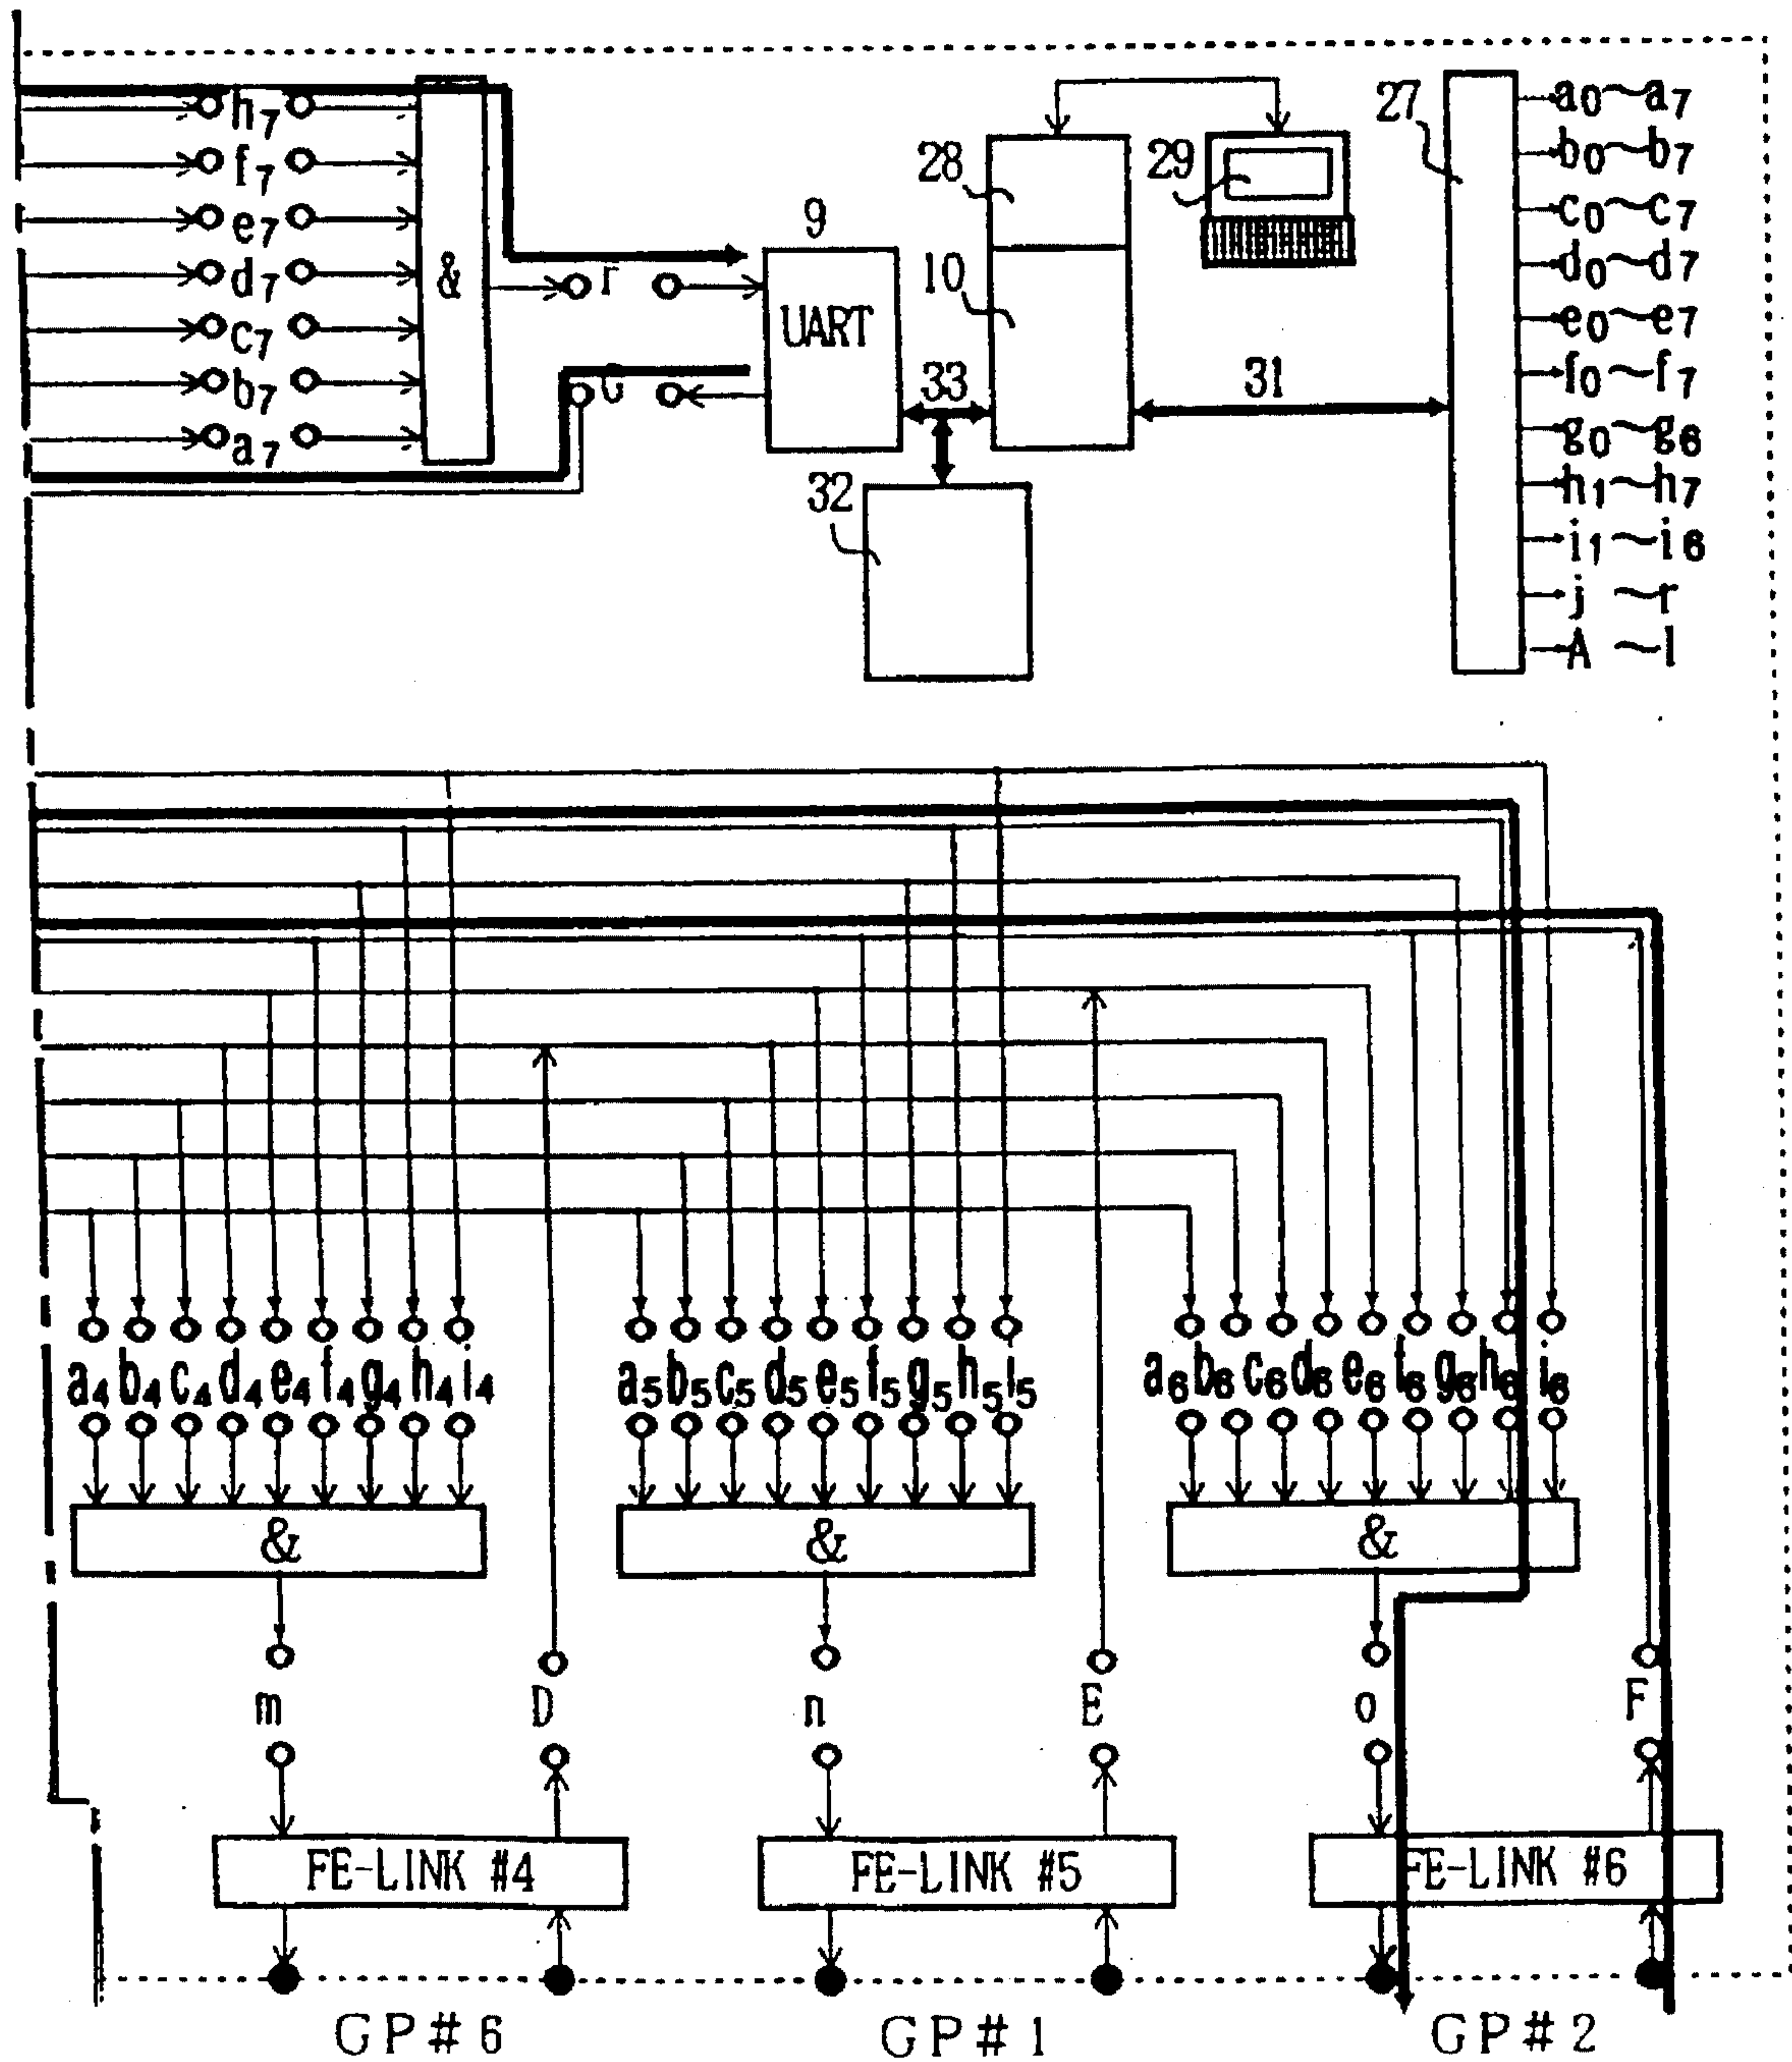 h7
f7
e7
d7
c7
b7
a7
&
r
9
UART
33
28
10
29
31
32
27
a0~a7
b0~b7
c0~c7
d0~d7
e0~e7
f0~f7
g0~g6
h1~h7
i1~i6
j~r
A~I
a4 b4 c4 d4 e4 f4 g4 h4 i4
a5 b5 c5 d5 e5 f5 g5 h5 i5
a6 b6 c6 d6 e6 f6 g6 h6 i6
& & &
m D n E o F
FE-LINK #4 FE-LINK #5 FE-LINK #6
GP#6 GP#1 GP#2